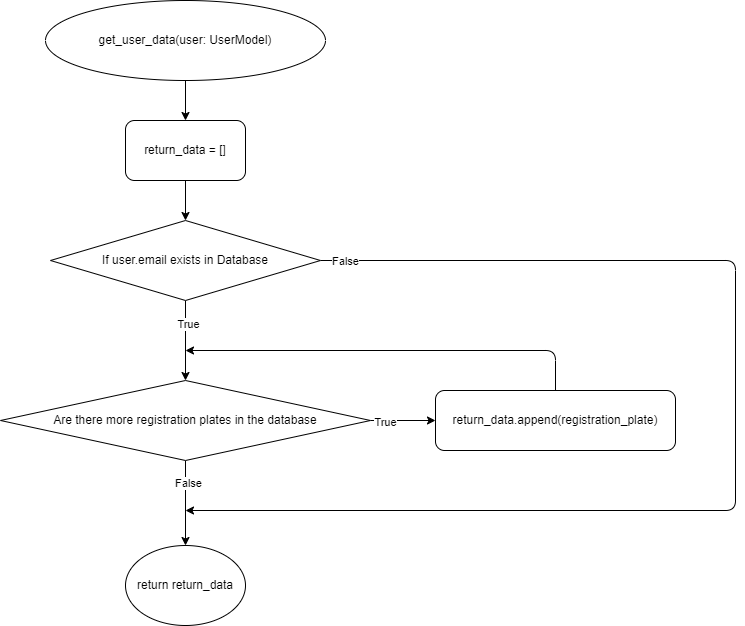 get_user_data(user: UserModel)
return_data = []
If user.email exists in Database
False
True
Are there more registration plates in the database
True
return_data.append(registration_plate)
False
return return_data